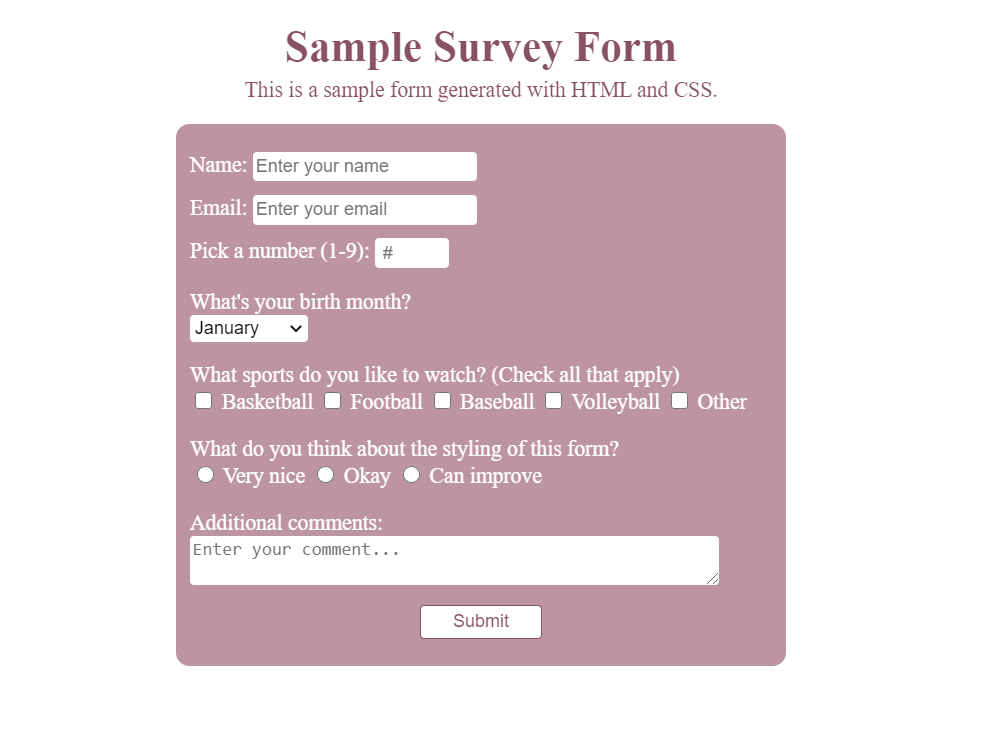 Sample Survey Form
This is a sample form generated with HTML and CSS.
Name: Enter your name
Email: Enter your email
Pick a number (1-9): #
What's your birth month?
January
What sports do you like to watch? (Check all that apply)
Basketball Football Baseball Volleyball Other
What do you think about the styling of this form?
Very nice Okay Can improve
Additional comments:
Enter your comment...
Submit